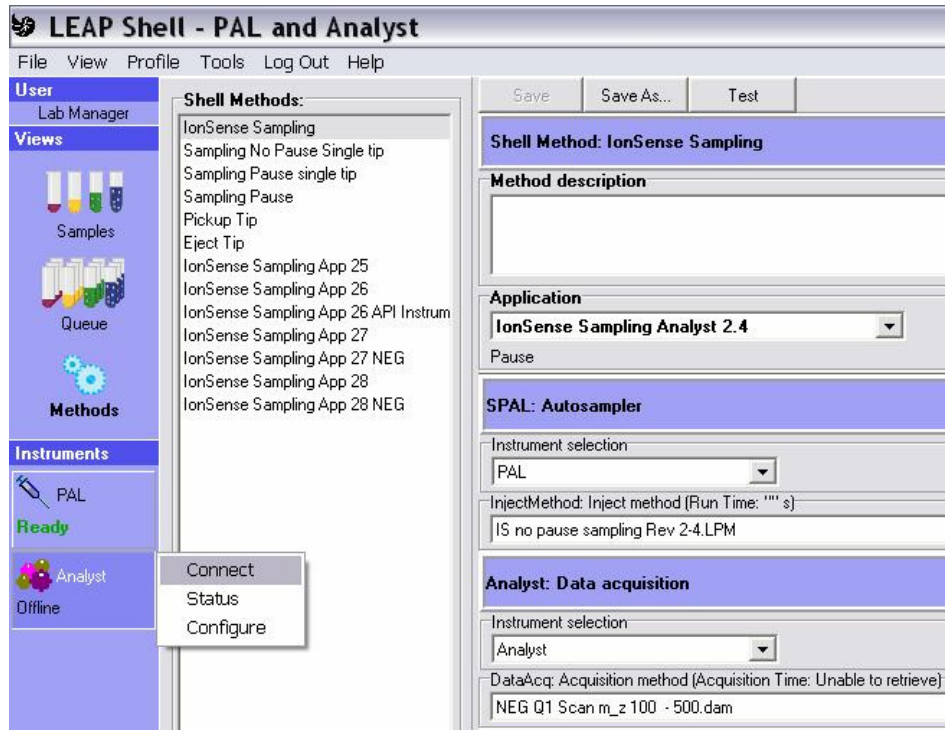 LEAP Shell - PAL and Analyst
File View Profile Tools Log Out Help
User
Lab Manager
Views
Samples
Queue
Methods
Instruments
PAL
Ready
Analyst
Offline
Connect
Status
Configure
Shell Methods:
IonSense Sampling
Sampling No Pause Single tip
Sampling Pause single tip
Sampling Pause
Pickup Tip
Eject Tip
IonSense Sampling App 25
IonSense Sampling App 26
IonSense Sampling App 26 API Instrum
IonSense Sampling App 27
IonSense Sampling App 27 NEG
IonSense Sampling App 28
IonSense Sampling App 28 NEG
Save Save As... Test
Shell Method: IonSense Sampling
Method description
Application
IonSense Sampling Analyst 2.4
Pause
SPAL: Autosampler
Instrument selection
PAL
InjectMethod: Inject method (Run Time: "" s)
IS no pause sampling Rev 2-4.LPM
Analyst: Data acquisition
Instrument selection
Analyst
DataAcq: Acquisition method (Acquisition Time: Unable to retrieve)
NEG Q1 Scan m_z 100 - 500.dam